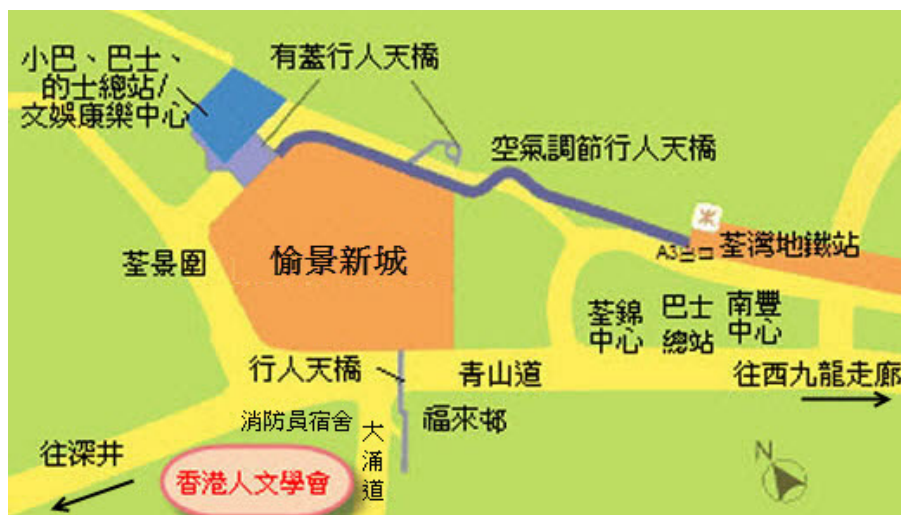 小巴、巴士、
的士總站/
文娛康樂中心
有蓋行人天橋
空氣調節行人天橋
荃灣地鐵站
A3出口
荃景圍
愉景新城
荃錦
中心
巴士
總站
南豐
中心
行人天橋
青山道
往西九龍走廊
消防員宿舍
大涌道
福來邨
往深井
香港人文學會
N